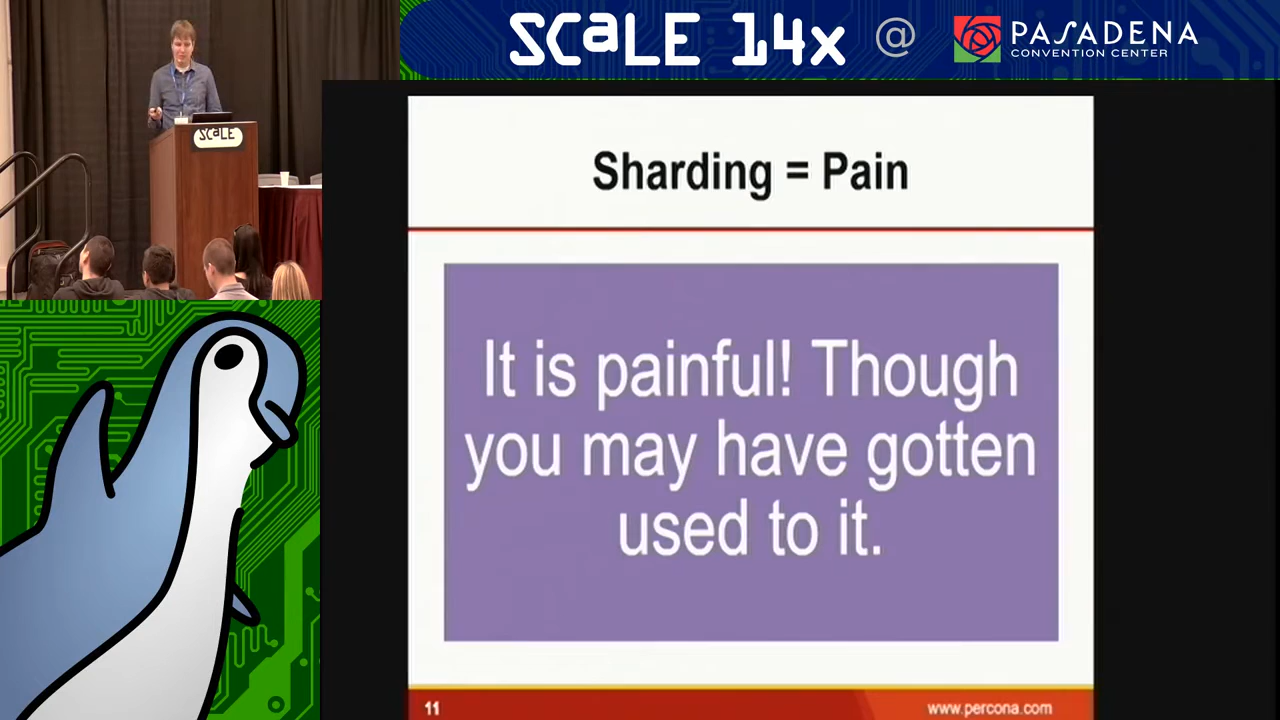 SCaLE 14x @ PASADENA
CONVENTION CENTER
SCaLE
Sharding = Pain
It is painful! Though
you may have gotten
used to it.
11
www.percona.com